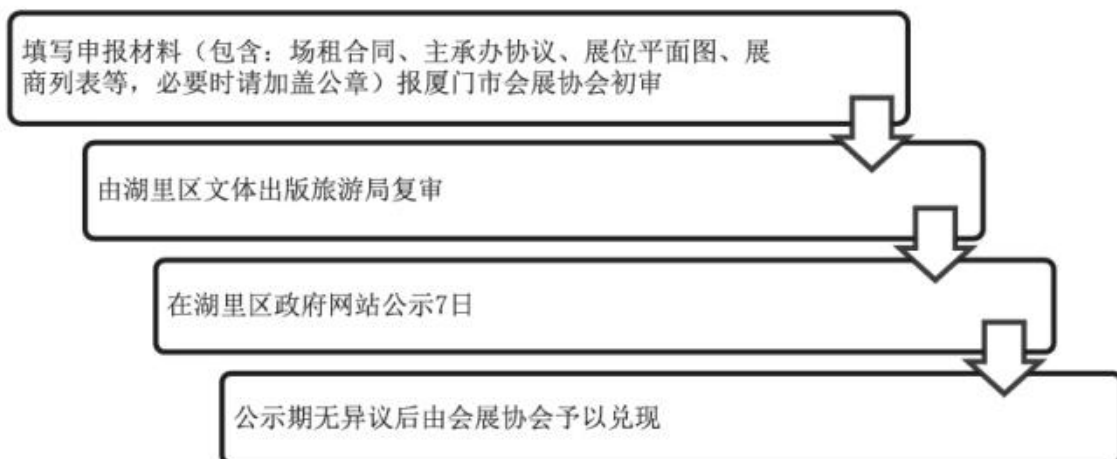 填写申报材料（包含：场租合同、主承办协议、展位平面图、展
商列表等，必要时请加盖公章）报厦门市会展协会初审
由湖里区文体出版旅游局复审
在湖里区政府网站公示7日
公示期无异议后由会展协会予以兑现